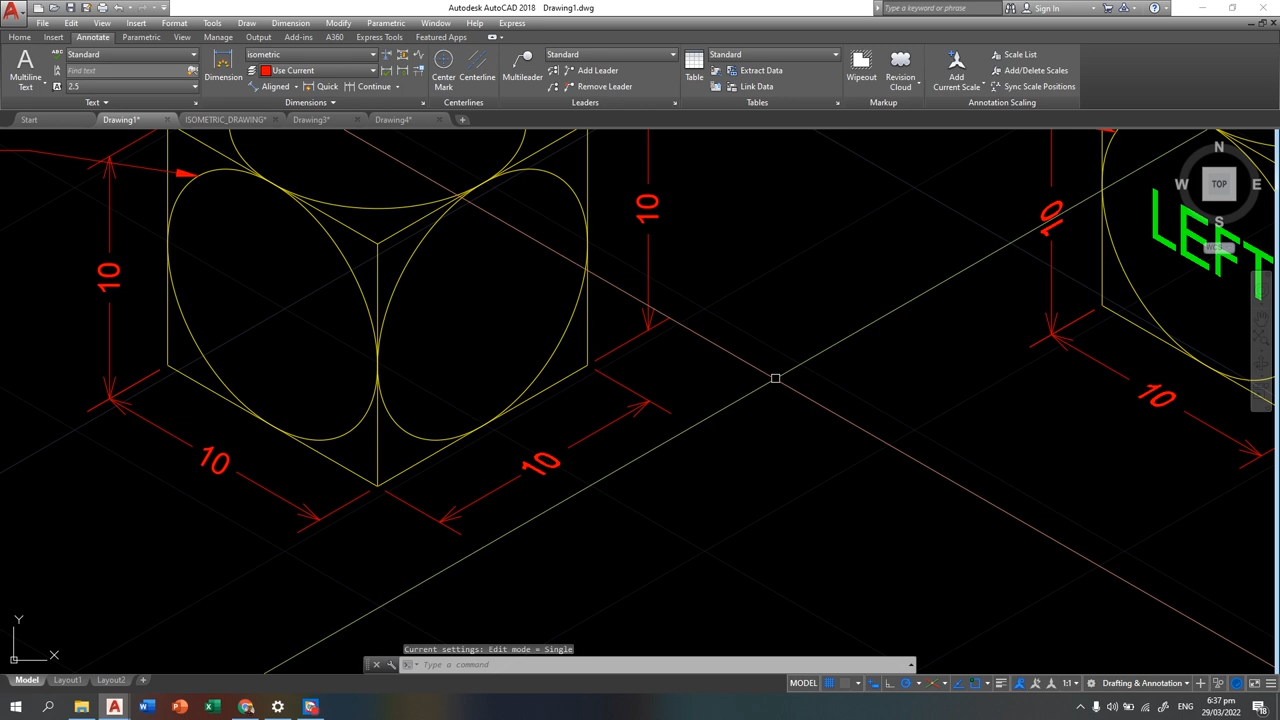 Autodesk AutoCAD 2018 Drawing1.dwg
Type a keyword or phrase
Sign In
File Edit View Insert Format Tools Draw Dimension Modify Parametric Window Help Express
Home Insert Annotate Parametric View Manage Output Add-ins A360 Express Tools Featured Apps
Multiline Text
Standard
Find text
2.5
Text
Dimension
isometric
Use Current
Aligned Quick Continue
Dimensions
Center Mark
Centerline
Centerlines
Multileader
Standard
Add Leader
Remove Leader
Leaders
Table
Standard
Extract Data
Link Data
Tables
Wipeout
Revision Cloud
Markup
Add Current Scale
Scale List
Add/Delete Scales
Sync Scale Positions
Annotation Scaling
Start Drawing1* ISOMETRIC_DRAWING* Drawing3* Drawing4*
N
W TOP E
S
WCS
10
10
10
LEFT
10
10
10
10
Y
X
Current settings: Edit mode = Single
Type a command
Model Layout1 Layout2
MODEL 1:1 Drafting & Annotation
ENG
6:37 pm
29/03/2022
18